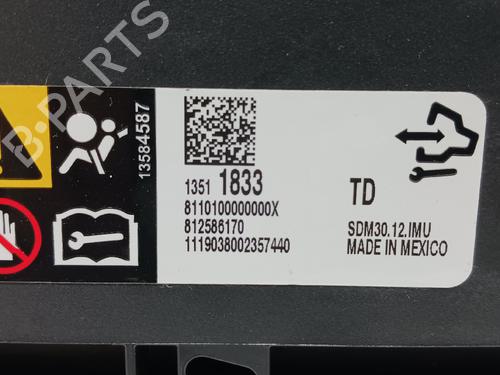 B-PARTS
13584587
1351 1833
8110100000000X
812586170
1119038002357440
TD
SDM30.12.IMU
MADE IN MEXICO